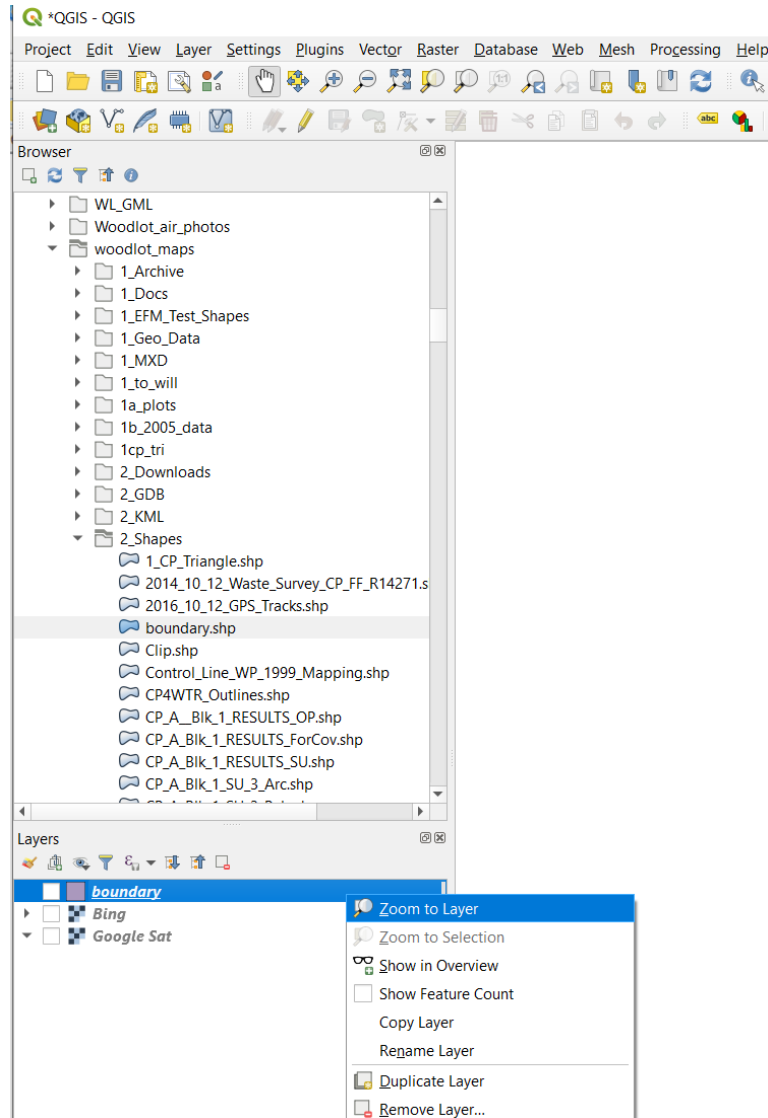 *QGIS - QGIS
Project Edit View Layer Settings Plugins Vector Raster Database Web Mesh Processing Help
a
abc
Browser
WL_GML
Woodlot_air_photos
woodlot_maps
1_Archive
1_Docs
1_EFM_Test_Shapes
1_Geo_Data
1_MXD
1_to_will
1a_plots
1b_2005_data
1cp_tri
2_Downloads
2_GDB
2_KML
2_Shapes
1_CP_Triangle.shp
2014_10_12_Waste_Survey_CP_FF_R14271.s
2016_10_12_GPS_Tracks.shp
boundary.shp
Clip.shp
Control_Line_WP_1999_Mapping.shp
CP4WTR_Outlines.shp
CP_A__Blk_1_RESULTS_OP.shp
CP_A_Blk_1_RESULTS_ForCov.shp
CP_A_Blk_1_RESULTS_SU.shp
CP_A_Blk_1_SU_3_Arc.shp
Layers
boundary
Bing
Google Sat
Zoom to Layer
Zoom to Selection
Show in Overview
Show Feature Count
Copy Layer
Rename Layer
Duplicate Layer
Remove Layer...